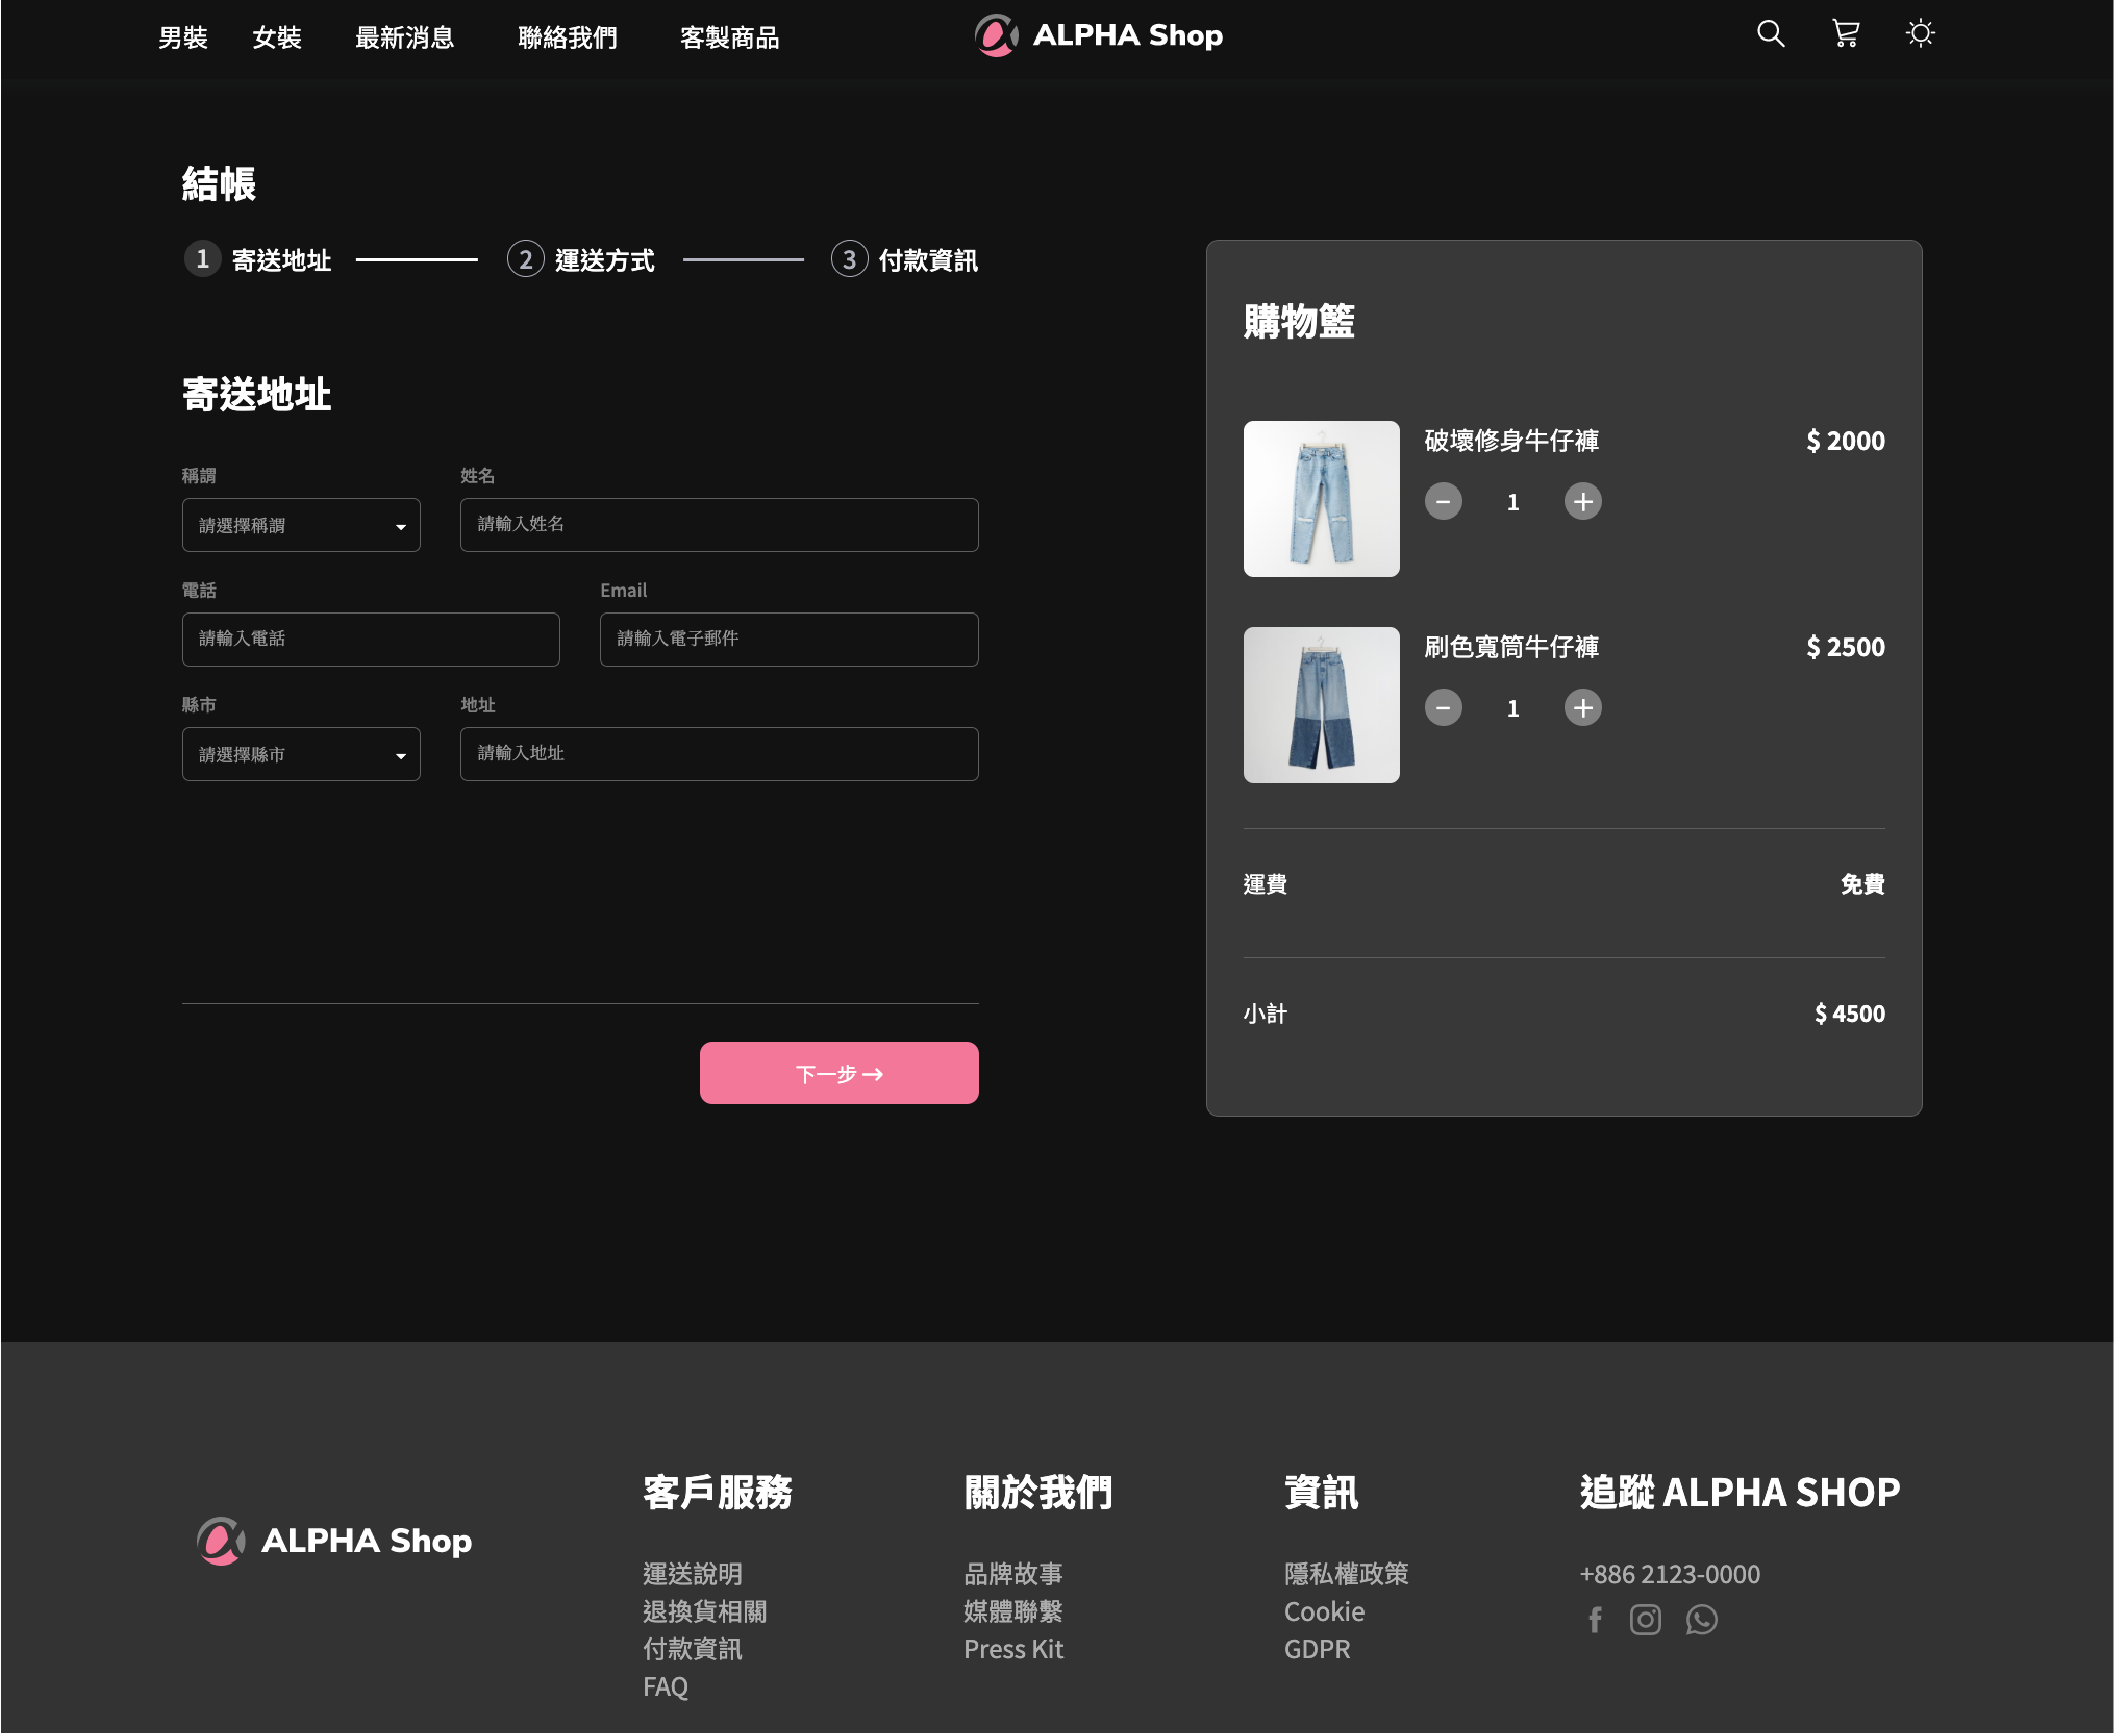 男裝 女裝 最新消息 聯絡我們 客製商品 ALPHA Shop
結帳
1 寄送地址 2 運送方式 3 付款資訊
寄送地址
稱謂 姓名
請選擇稱謂 請輸入姓名
電話 Email
請輸入電話 請輸入電子郵件
縣市 地址
請選擇縣市 請輸入地址
下一步 →
購物籃
破壞修身牛仔褲 $ 2000
− 1 +
刷色寬筒牛仔褲 $ 2500
− 1 +
運費 免費
小計 $ 4500
ALPHA Shop
客戶服務
運送說明
退換貨相關
付款資訊
FAQ
關於我們
品牌故事
媒體聯繫
Press Kit
資訊
隱私權政策
Cookie
GDPR
追蹤 ALPHA SHOP
+886 2123-0000